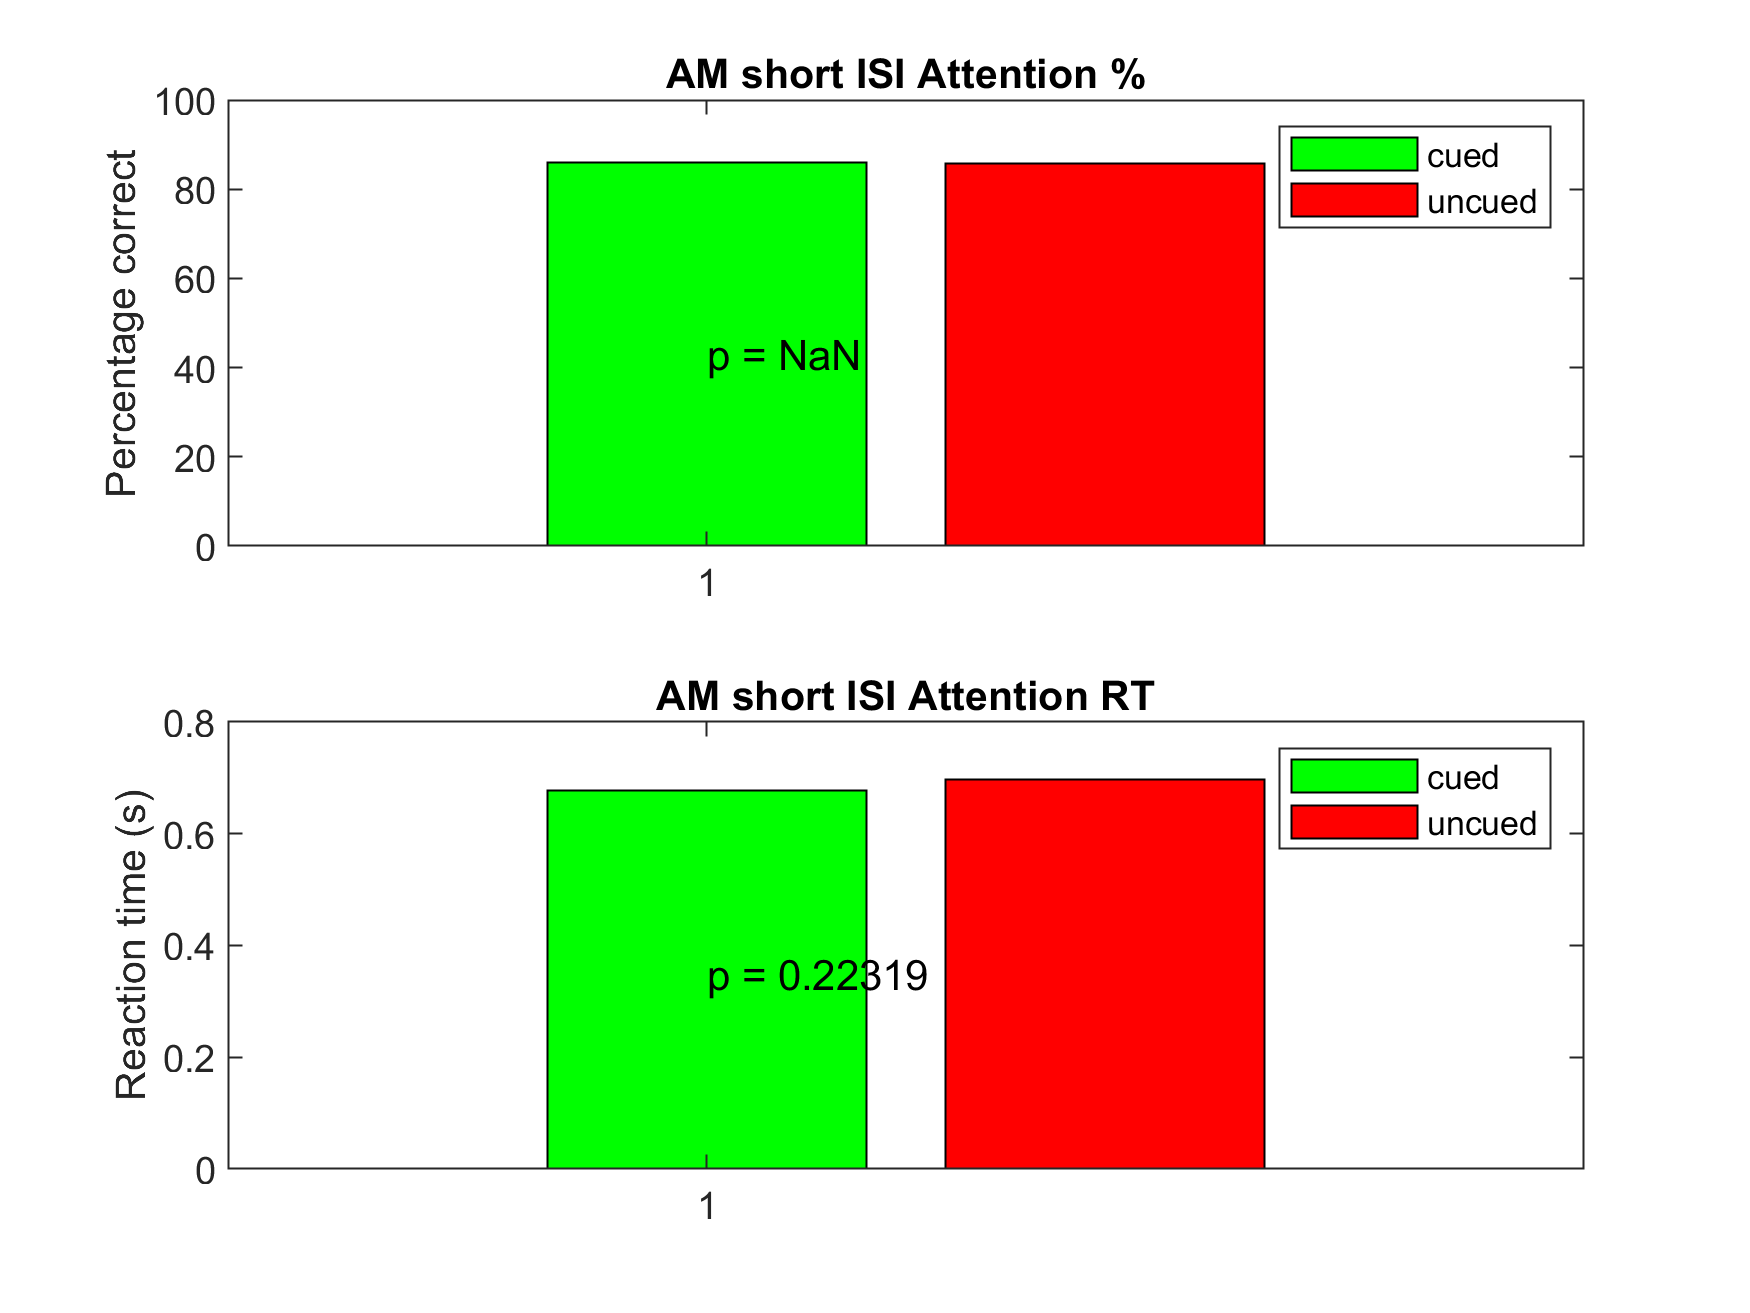 AM short ISI Attention %
Percentage correct
100
80
60
40
20
0
cued
uncued
p = NaN
1
AM short ISI Attention RT
Reaction time (s)
0.8
0.6
0.4
0.2
0
cued
uncued
p = 0.22319
1